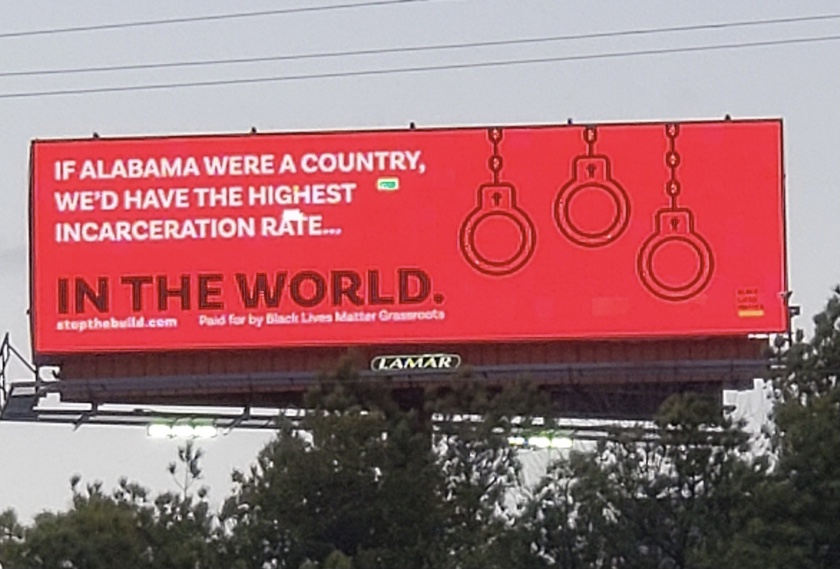 IF ALABAMA WERE A COUNTRY,
WE'D HAVE THE HIGHEST
INCARCERATION RATE...
IN THE WORLD.
stopthebuild.com Paid for by Black Lives Matter Grassroots
LAMAR